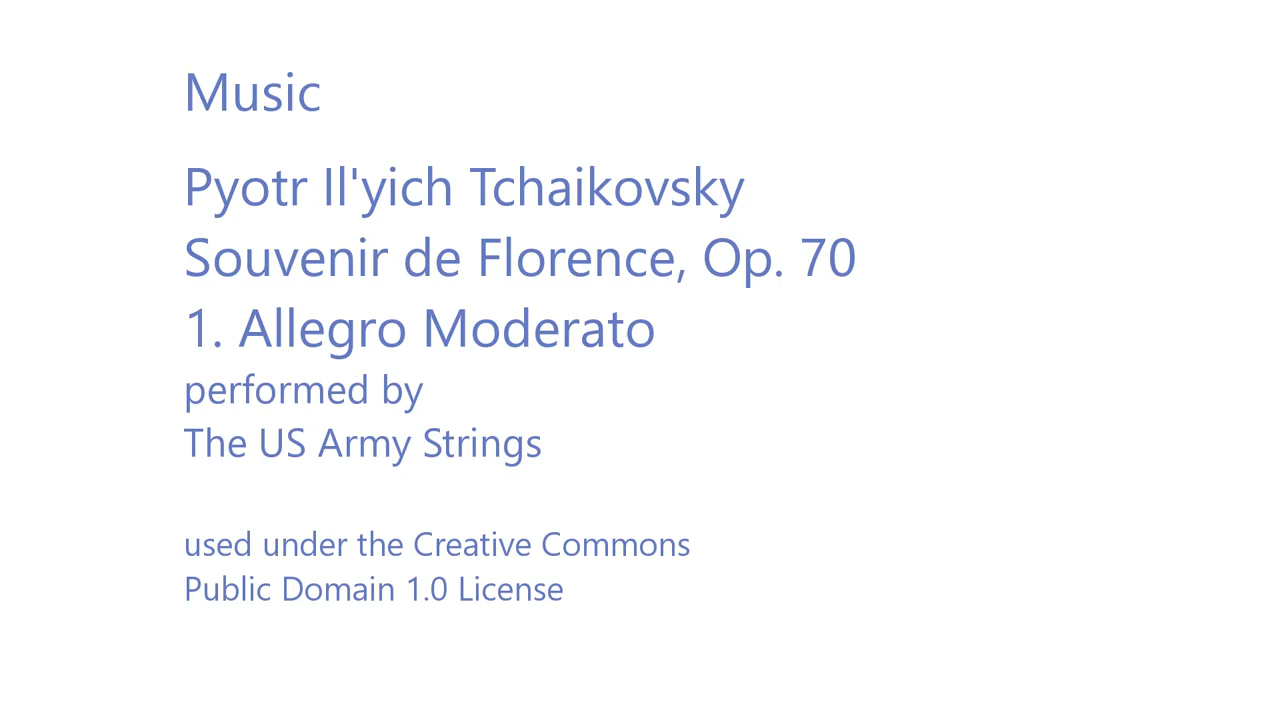 Music
Pyotr Il'yich Tchaikovsky
Souvenir de Florence, Op. 70
1. Allegro Moderato
performed by
The US Army Strings
used under the Creative Commons
Public Domain 1.0 License